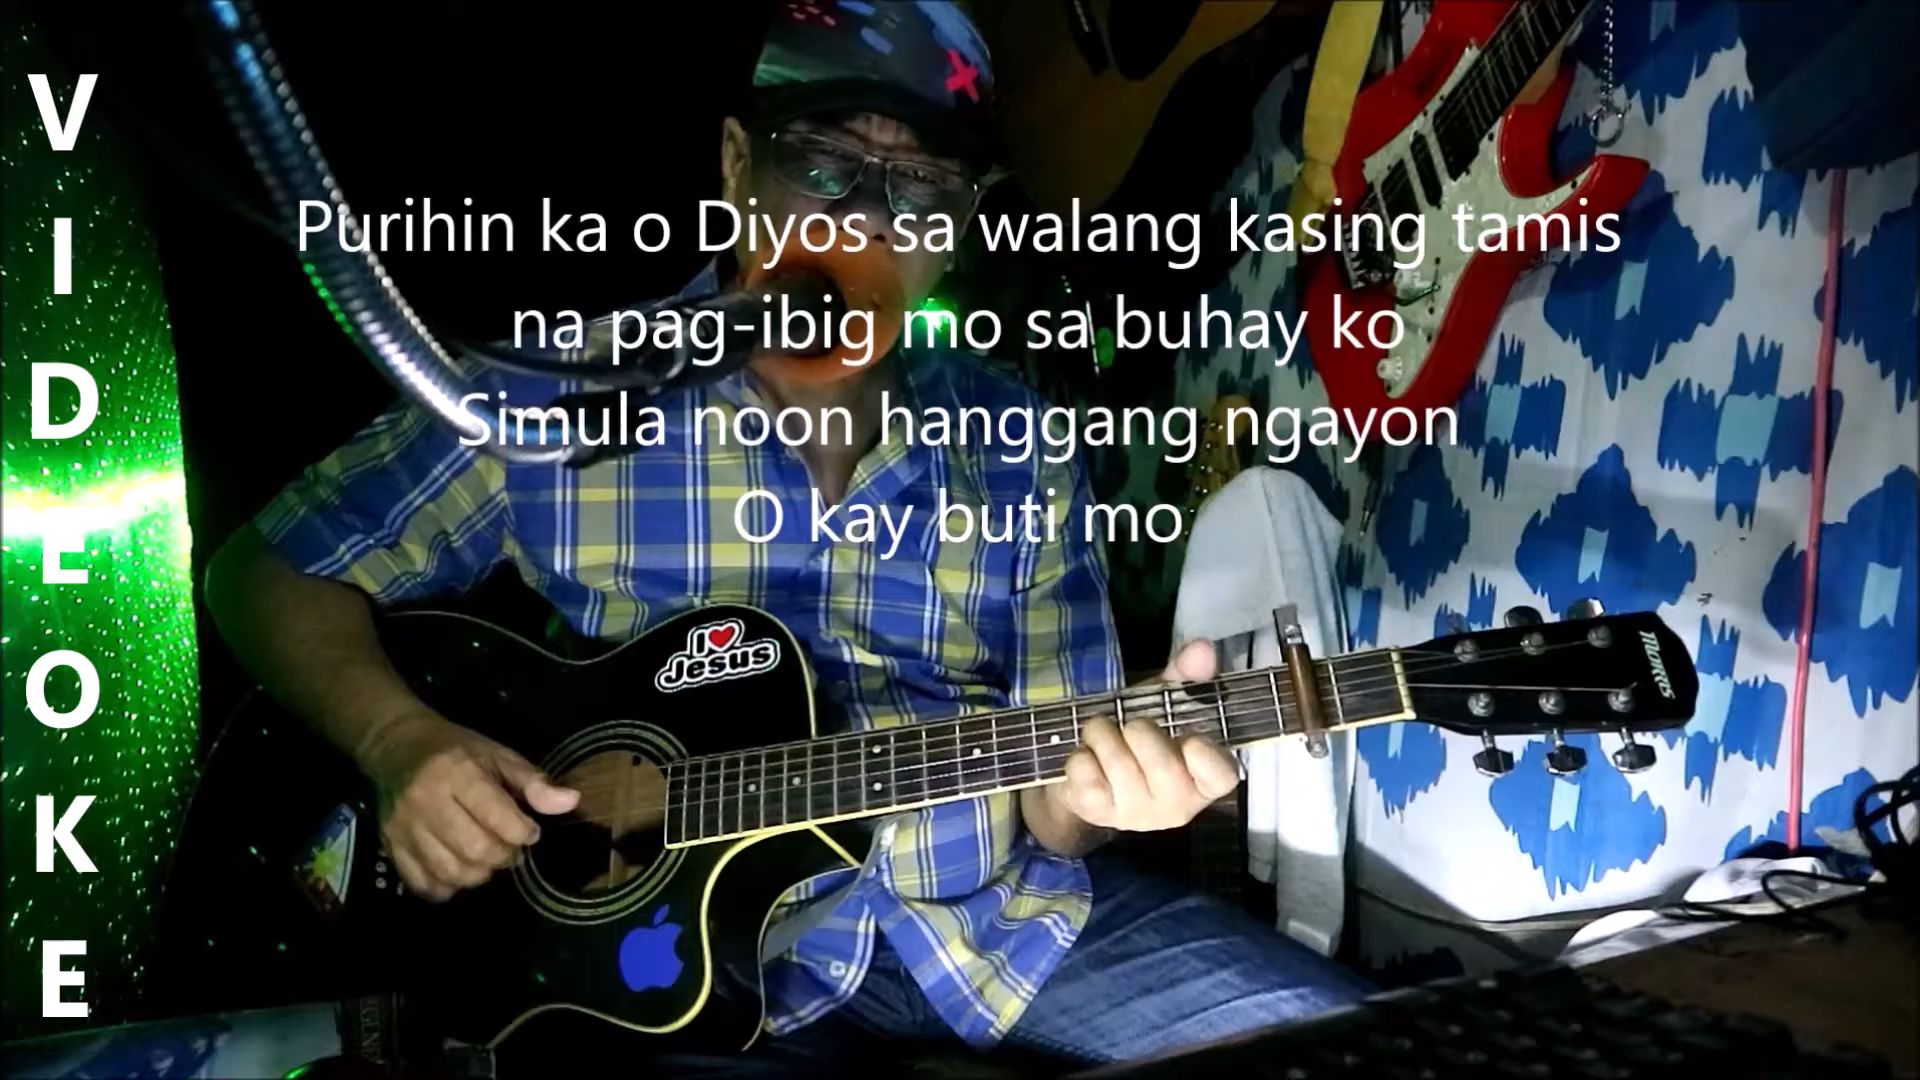 VIDEOKE
Purihin ka o Diyos sa walang kasing tamis
na pag-ibig mo sa buhay ko
Simula noon hanggang ngayon
O kay buti mo
I ❤ Jesus
Morris